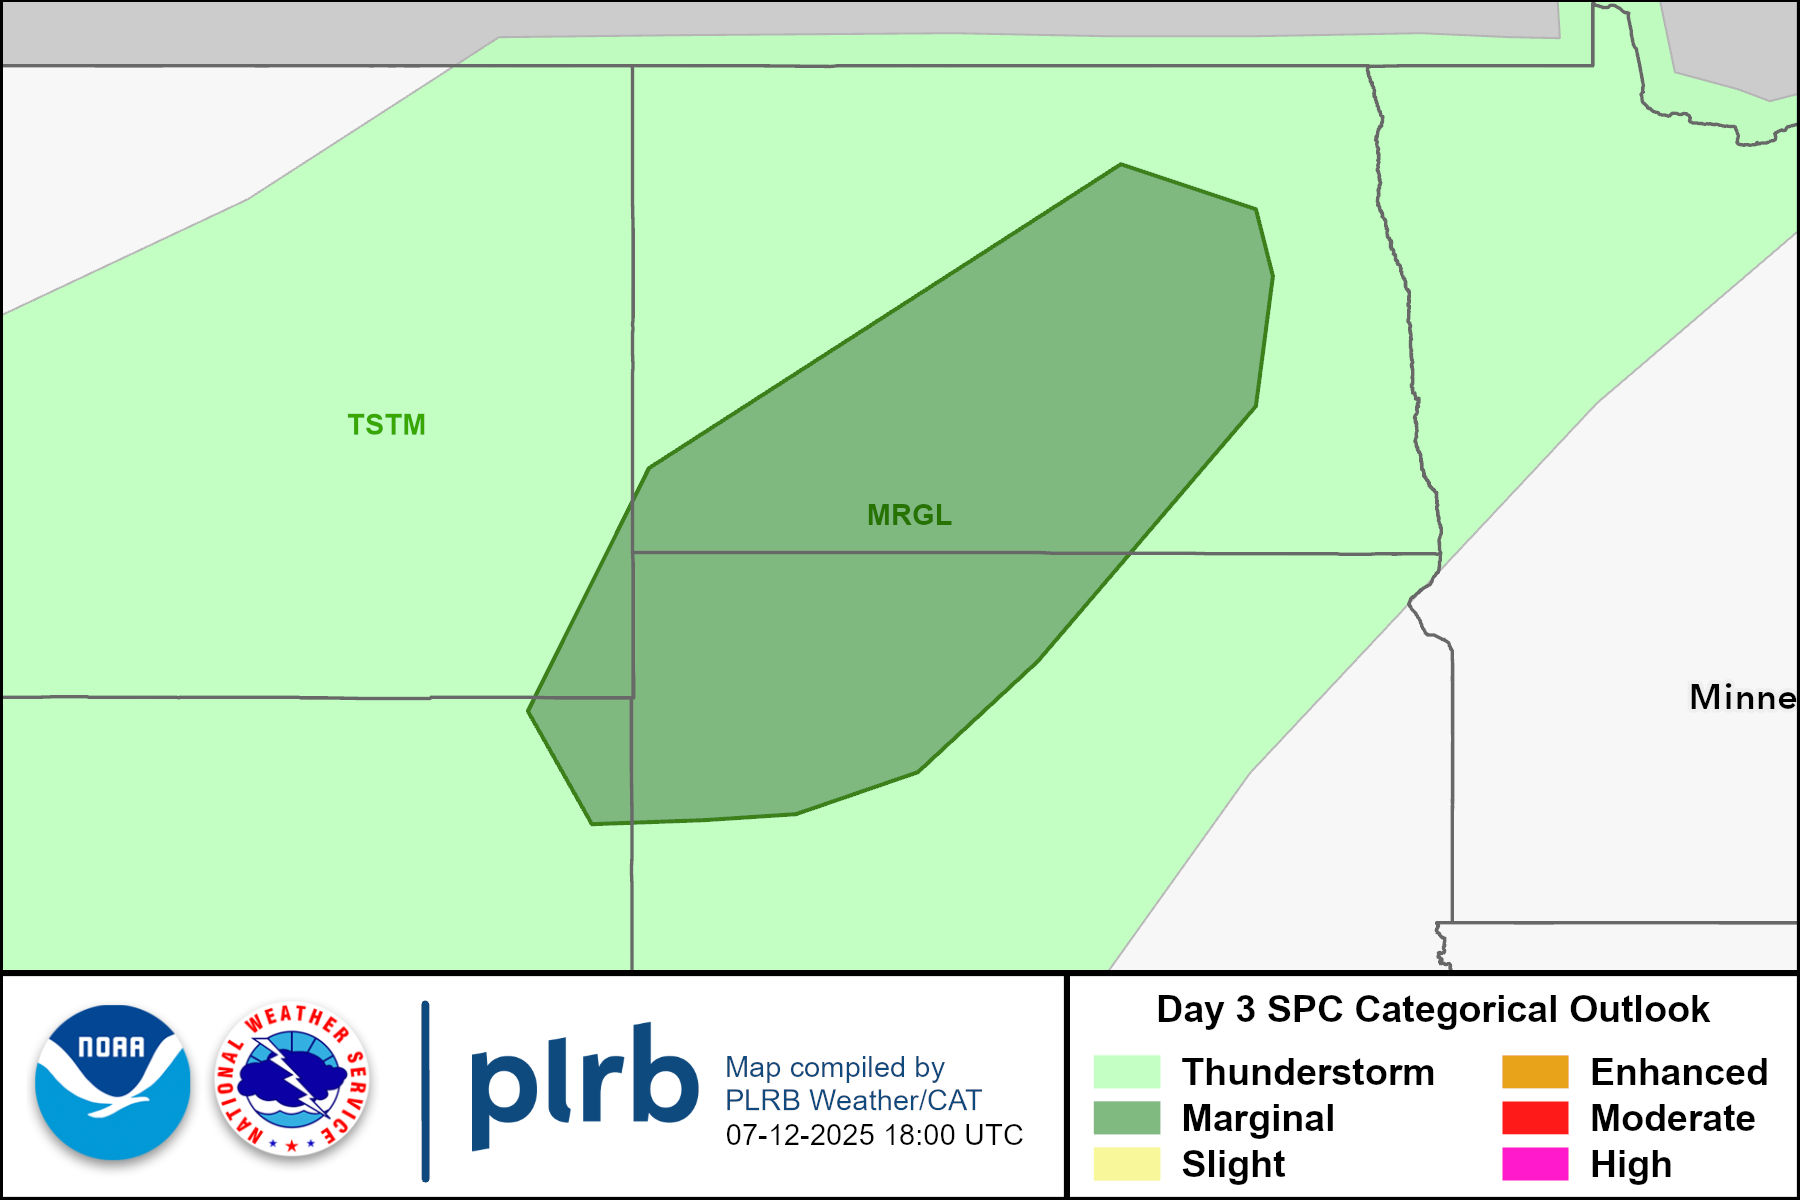 TSTM
MRGL
Minne
NOAA
NATIONAL WEATHER SERVICE
plrb
Map compiled by
PLRB Weather/CAT
07-12-2025 18:00 UTC
Day 3 SPC Categorical Outlook
Thunderstorm
Marginal
Slight
Enhanced
Moderate
High